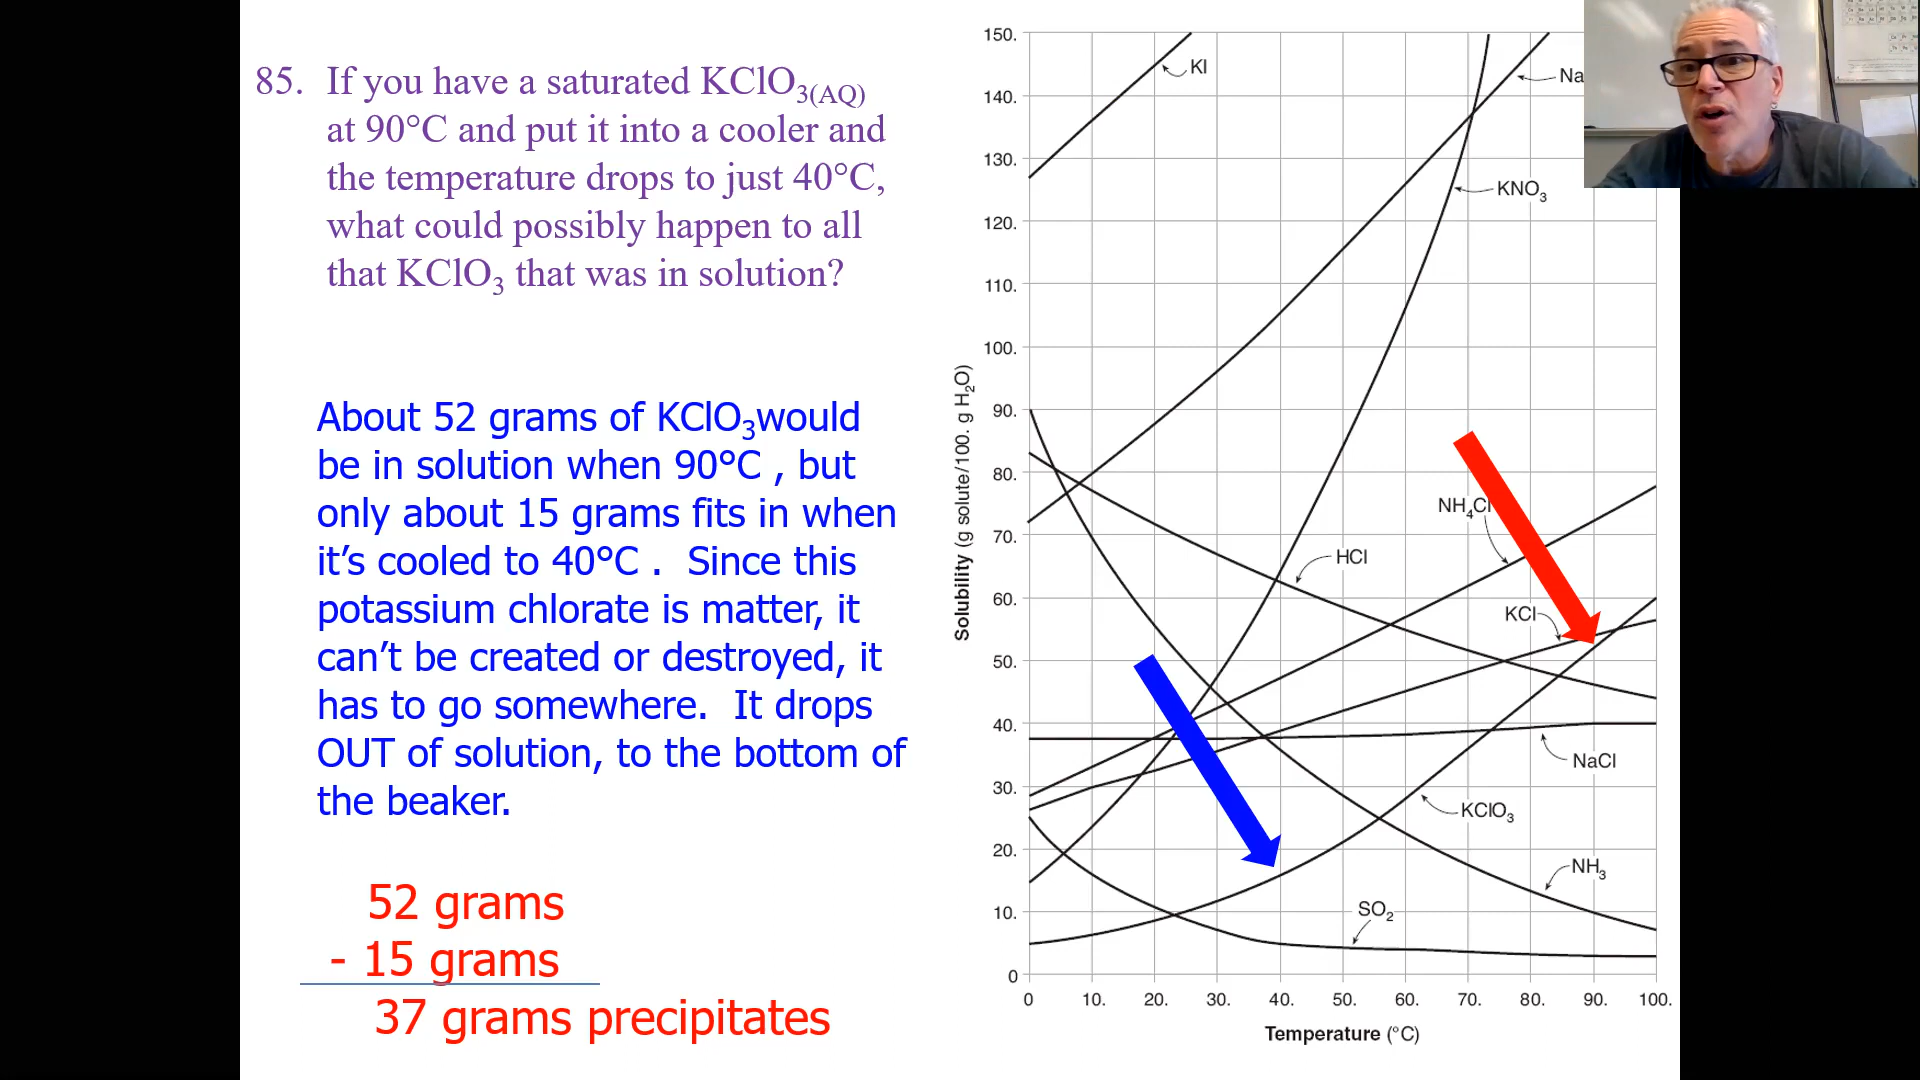 85. If you have a saturated KClO₃₍AQ₎
at 90°C and put it into a cooler and
the temperature drops to just 40°C,
what could possibly happen to all
that KClO₃ that was in solution?
About 52 grams of KClO₃would
be in solution when 90°C , but
only about 15 grams fits in when
it’s cooled to 40°C .  Since this
potassium chlorate is matter, it
can’t be created or destroyed, it
has to go somewhere.  It drops
OUT of solution, to the bottom of
the beaker.
52 grams
- 15 grams
37 grams precipitates
Solubility (g solute/100. g H₂O)
150.
140.
130.
120.
110.
100.
90.
80.
70.
60.
50.
40.
30.
20.
10.
0
KI
Na
KNO₃
NH₄Cl
HCl
KCl
NaCl
KClO₃
NH₃
SO₂
0 10. 20. 30. 40. 50. 60. 70. 80. 90. 100.
Temperature (°C)